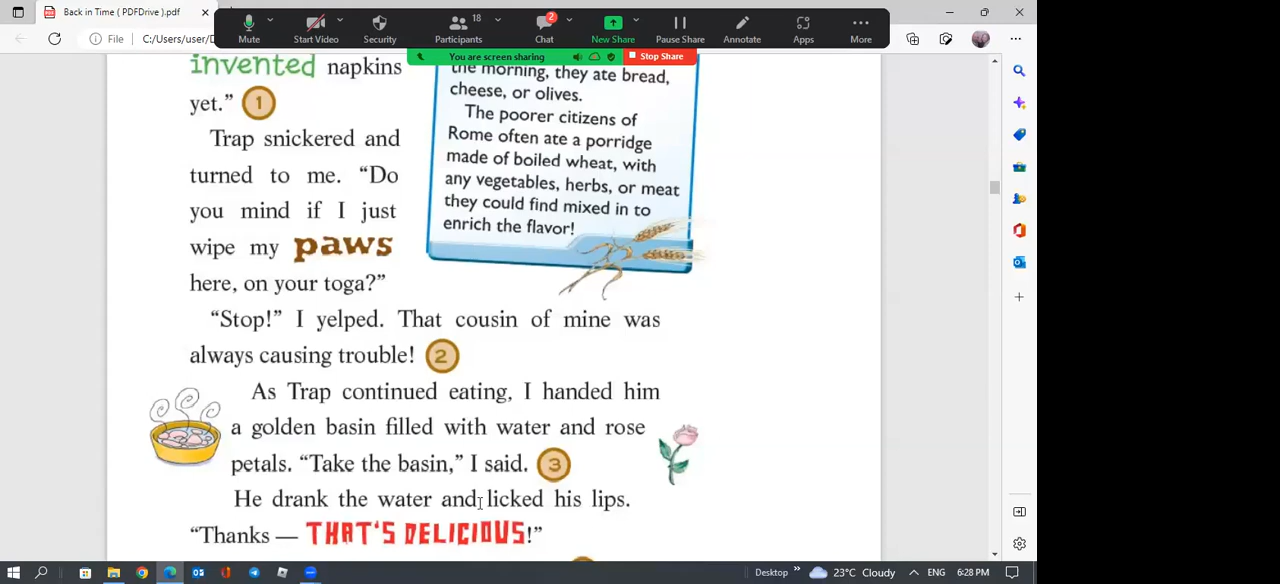 Back in Time ( PDFDrive ).pdf
18
2
Mute
Start Video
Security
Participants
Chat
New Share
Pause Share
Annotate
Apps
More
File
C:/Users/user/D
You are screen sharing
Stop Share
invented napkins
yet.” 1
Trap snickered and
turned to me. “Do
you mind if I just
wipe my paws
here, on your toga?”
the morning, they ate bread,
cheese, or olives.
The poorer citizens of
Rome often ate a porridge
made of boiled wheat, with
any vegetables, herbs, or meat
they could find mixed in to
enrich the flavor!
“Stop!” I yelped. That cousin of mine was
always causing trouble! 2
As Trap continued eating, I handed him
a golden basin filled with water and rose
petals. “Take the basin,” I said. 3
He drank the water and licked his lips.
“Thanks — THAT'S DELICIOUS!”
Desktop
23°C Cloudy
ENG
6:28 PM